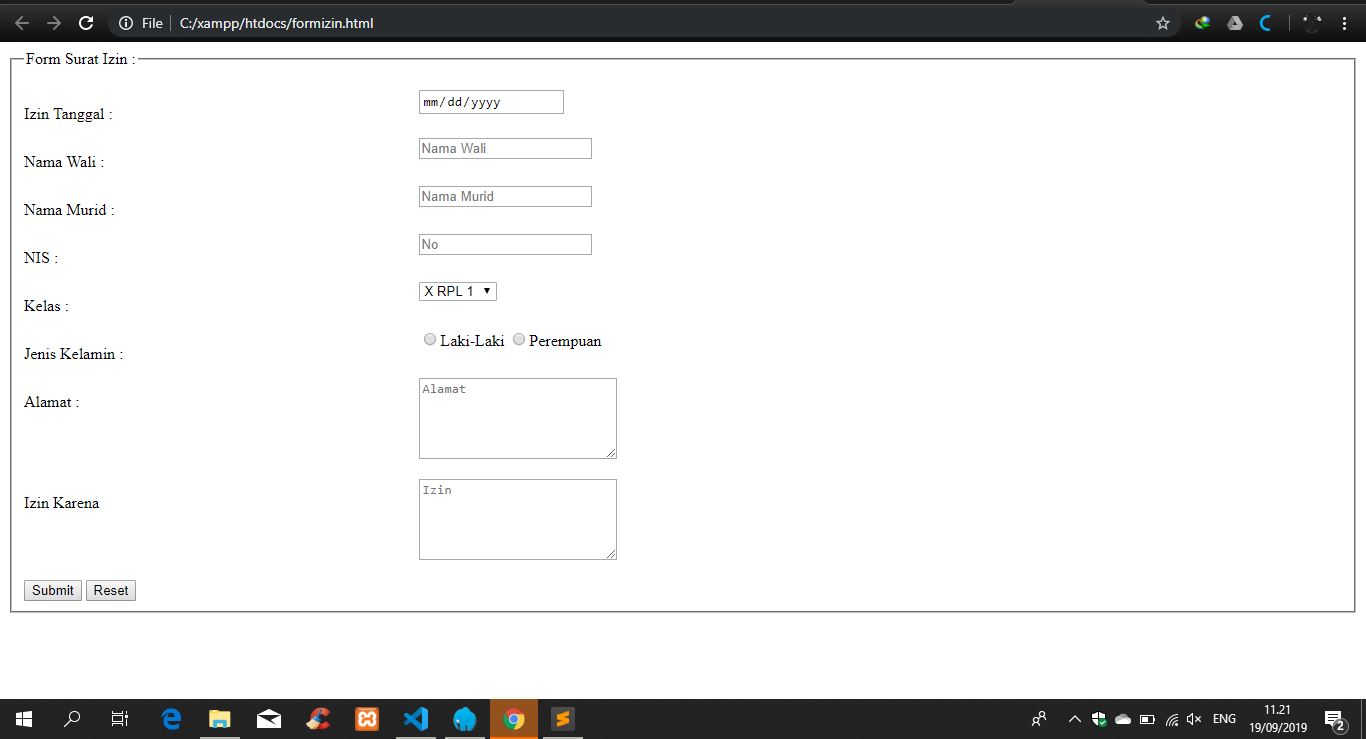 File C:/xampp/htdocs/formizin.html
Form Surat Izin :
Izin Tanggal : mm/dd/yyyy
Nama Wali : Nama Wali
Nama Murid : Nama Murid
NIS : No
Kelas : X RPL 1
Jenis Kelamin : Laki-Laki Perempuan
Alamat : Alamat
Izin Karena Izin
Submit Reset
ENG 11.21
19/09/2019 2